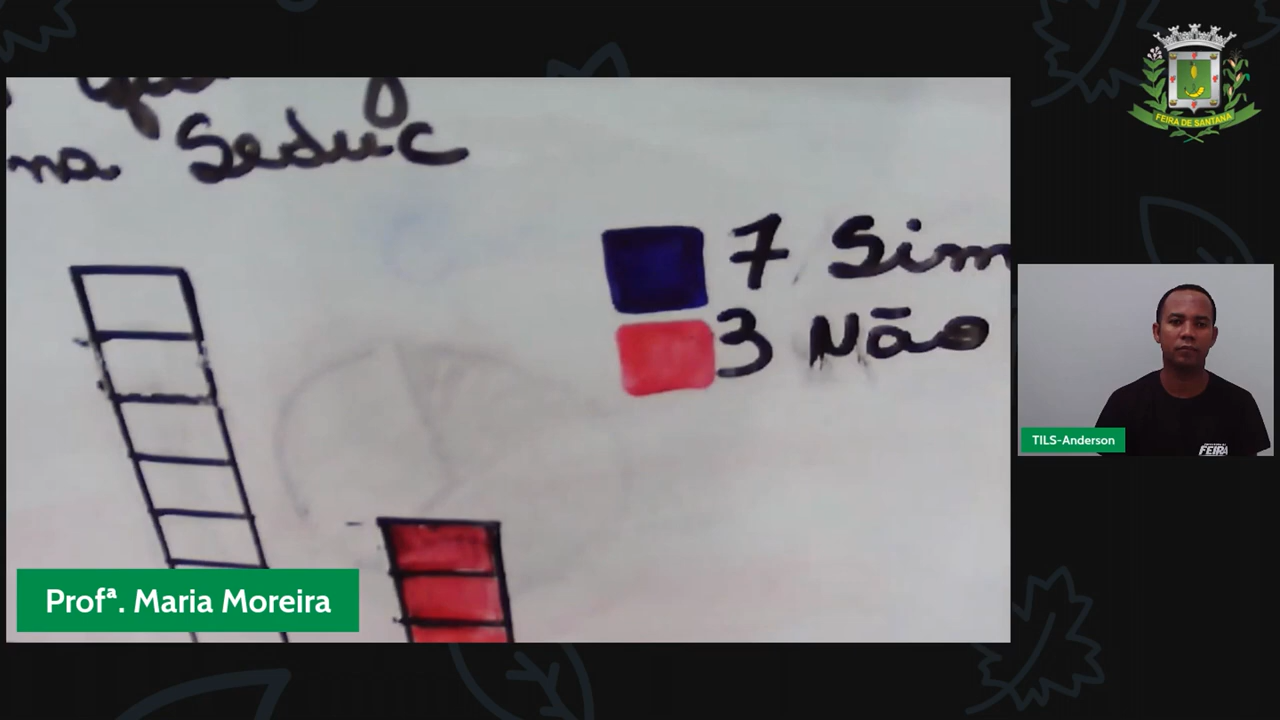 na Seduc
7 Sim
3 Não
Profª. Maria Moreira
FEIRA DE SANTANA
TILS-Anderson
FEIRA